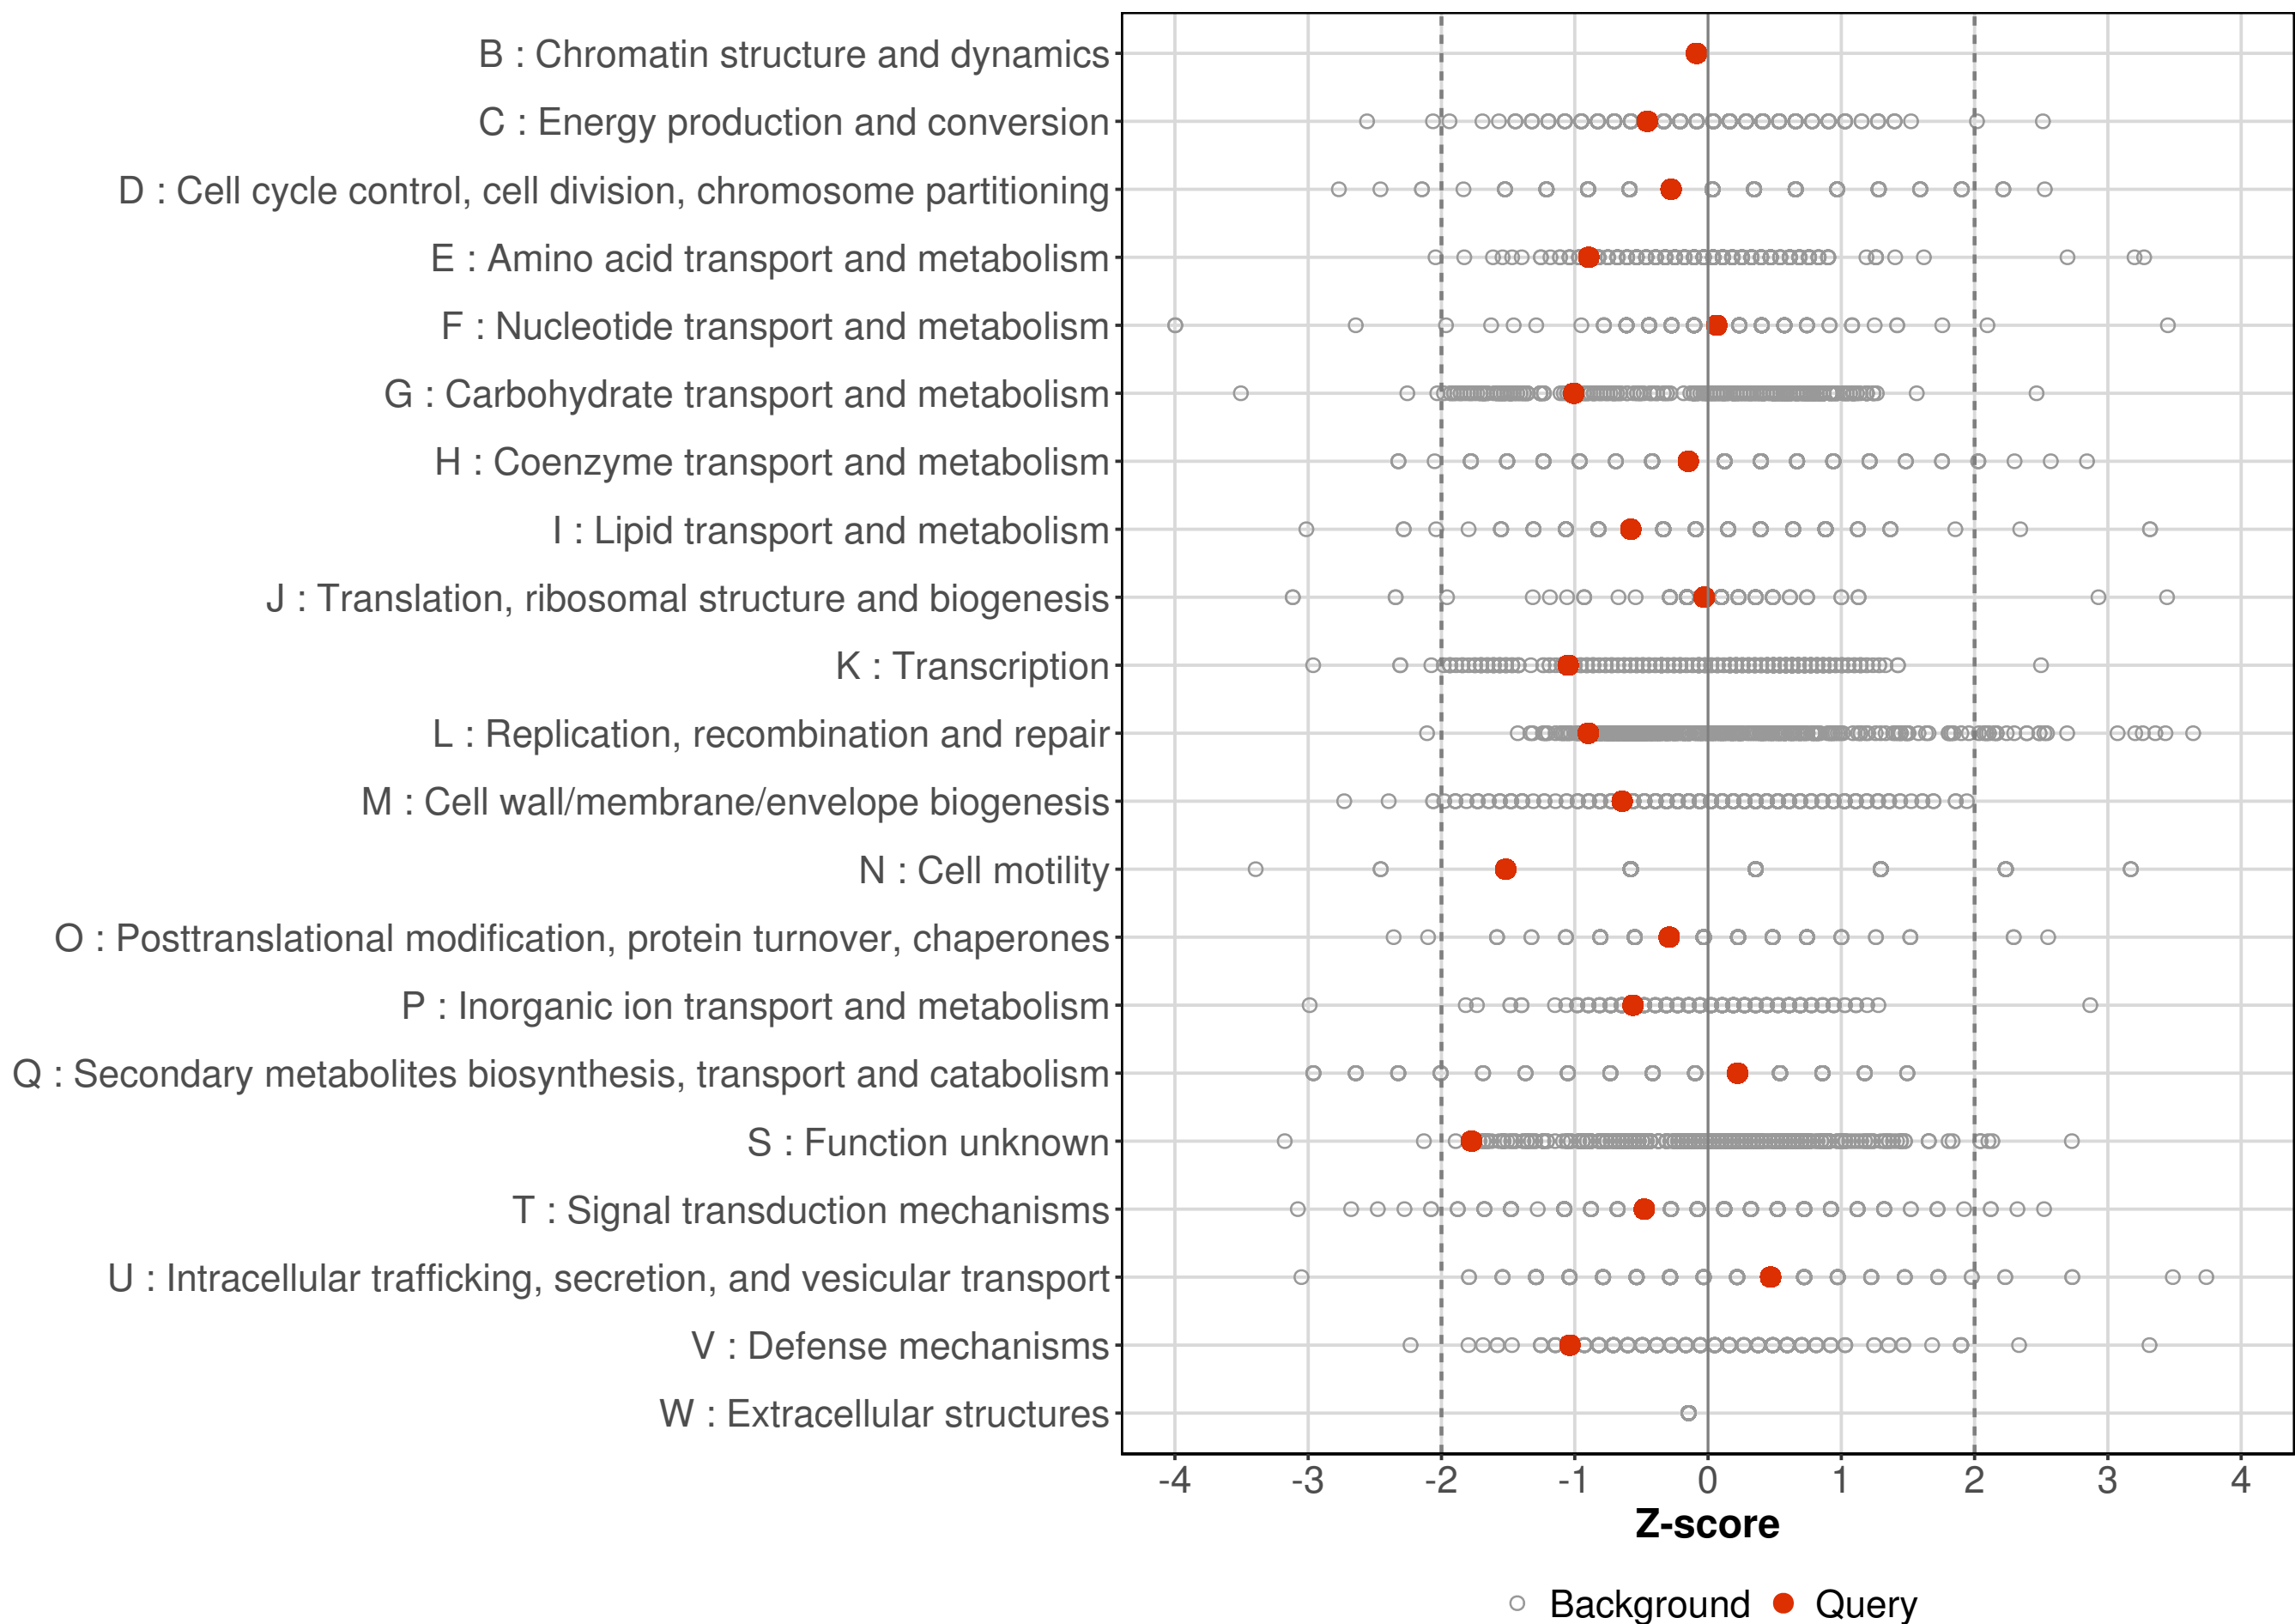 B : Chromatin structure and dynamics
C : Energy production and conversion
D : Cell cycle control, cell division, chromosome partitioning
E : Amino acid transport and metabolism
F : Nucleotide transport and metabolism
G : Carbohydrate transport and metabolism
H : Coenzyme transport and metabolism
I : Lipid transport and metabolism
J : Translation, ribosomal structure and biogenesis
K : Transcription
L : Replication, recombination and repair
M : Cell wall/membrane/envelope biogenesis
N : Cell motility
O : Posttranslational modification, protein turnover, chaperones
P : Inorganic ion transport and metabolism
Q : Secondary metabolites biosynthesis, transport and catabolism
S : Function unknown
T : Signal transduction mechanisms
U : Intracellular trafficking, secretion, and vesicular transport
V : Defense mechanisms
W : Extracellular structures
-4 -3 -2 -1 0 1 2 3 4
Z-score
Background Query